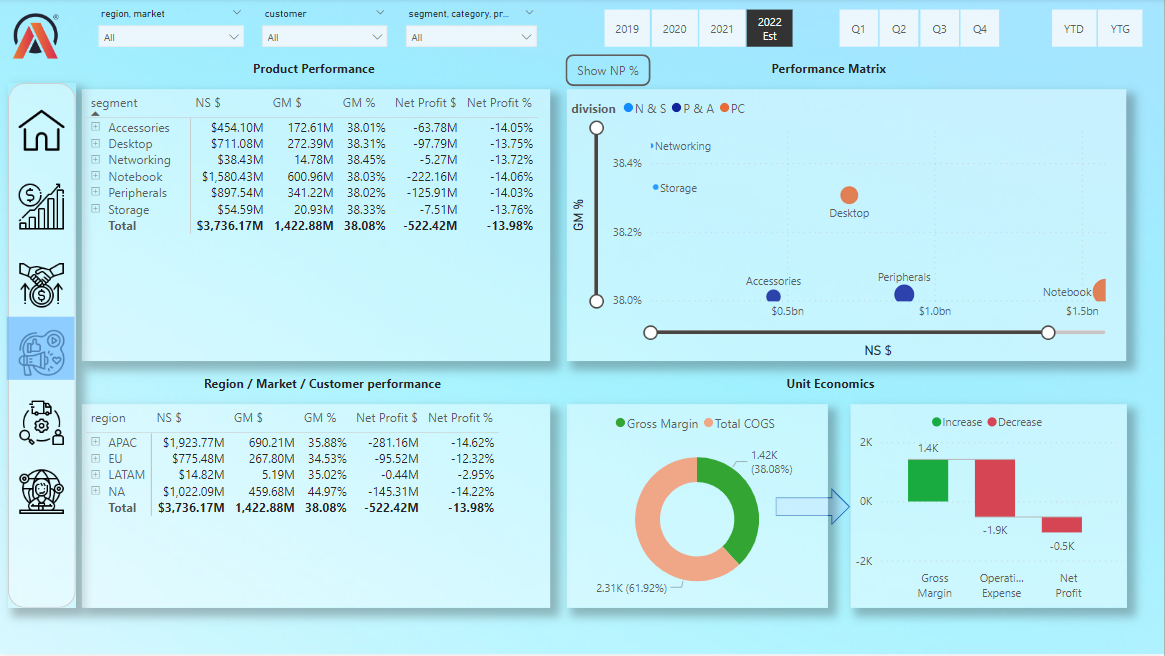 region, market
customer
segment, category, pr...
All
All
All
2019
2020
2021
2022
Est
Q1
Q2
Q3
Q4
YTD
YTG
Product Performance
segment NS $ GM $ GM % Net Profit $ Net Profit %
Accessories $454.10M 172.61M 38.01% -63.78M -14.05%
Desktop $711.08M 272.39M 38.31% -97.79M -13.75%
Networking $38.43M 14.78M 38.45% -5.27M -13.72%
Notebook $1,580.43M 600.96M 38.03% -222.16M -14.06%
Peripherals $897.54M 341.22M 38.02% -125.91M -14.03%
Storage $54.59M 20.93M 38.33% -7.51M -13.76%
Total $3,736.17M 1,422.88M 38.08% -522.42M -13.98%
Show NP %
Performance Matrix
division N & S P & A PC
GM %
38.4%
38.2%
38.0%
Networking
Storage
Desktop
Accessories
Peripherals
Notebook
$0.5bn
$1.0bn
$1.5bn
NS $
Region / Market / Customer performance
region NS $ GM $ GM % Net Profit $ Net Profit %
APAC $1,923.77M 690.21M 35.88% -281.16M -14.62%
EU $775.48M 267.80M 34.53% -95.52M -12.32%
LATAM $14.82M 5.19M 35.02% -0.44M -2.95%
NA $1,022.09M 459.68M 44.97% -145.31M -14.22%
Total $3,736.17M 1,422.88M 38.08% -522.42M -13.98%
Unit Economics
Gross Margin Total COGS
1.42K
(38.08%)
2.31K (61.92%)
Increase Decrease
2K
0K
-2K
1.4K
-1.9K
-0.5K
Gross
Margin
Operati...
Expense
Net
Profit